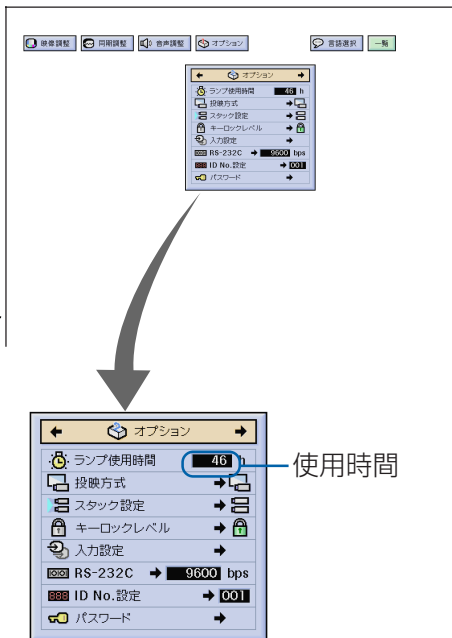 映像調整 同期調整 音声調整 オプション 言語選択 一覧
オプション
ランプ使用時間 46 h
投映方式
スタック設定
キーロックレベル
入力設定
RS-232C 9600 bps
ID No.設定 001
パスワード
オプション
ランプ使用時間 46 h
使用時間
投映方式
スタック設定
キーロックレベル
入力設定
RS-232C 9600 bps
ID No.設定 001
パスワード